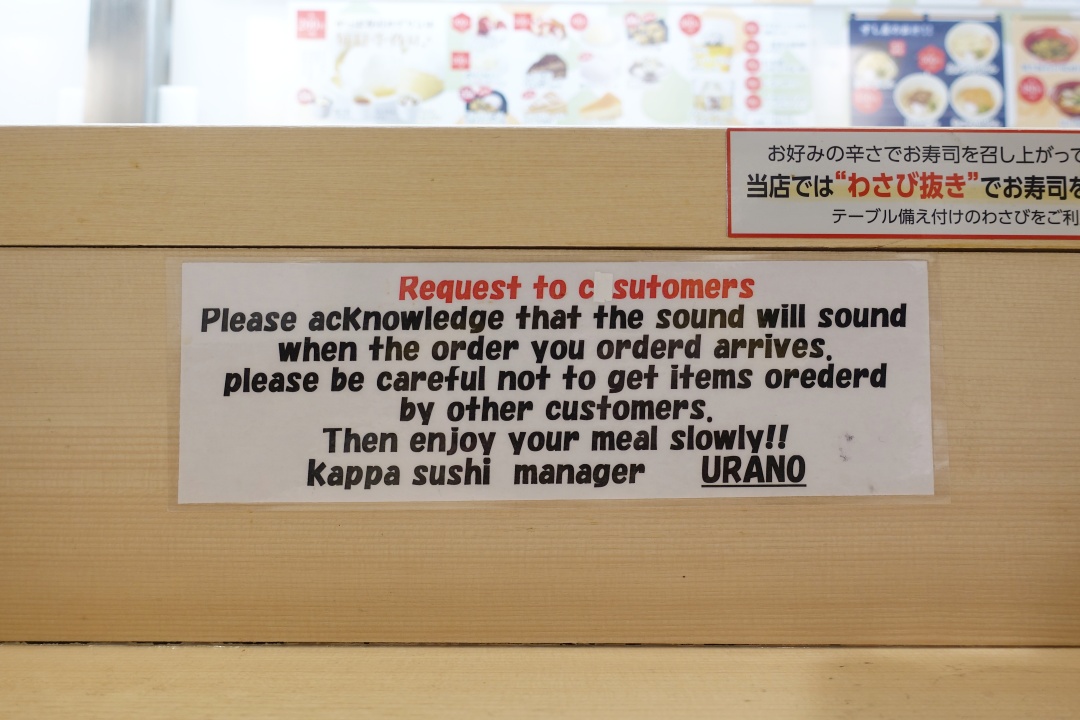 お好みの辛さでお寿司を召し上がって
当店では“わさび抜き”でお寿司を
テーブル備え付けのわさびをご利
Request to c sutomers
Please acknowledge that the sound will sound
when the order you orderd arrives.
please be careful not to get items orederd
by other customers.
Then enjoy your meal slowly!!
Kappa sushi manager URANO